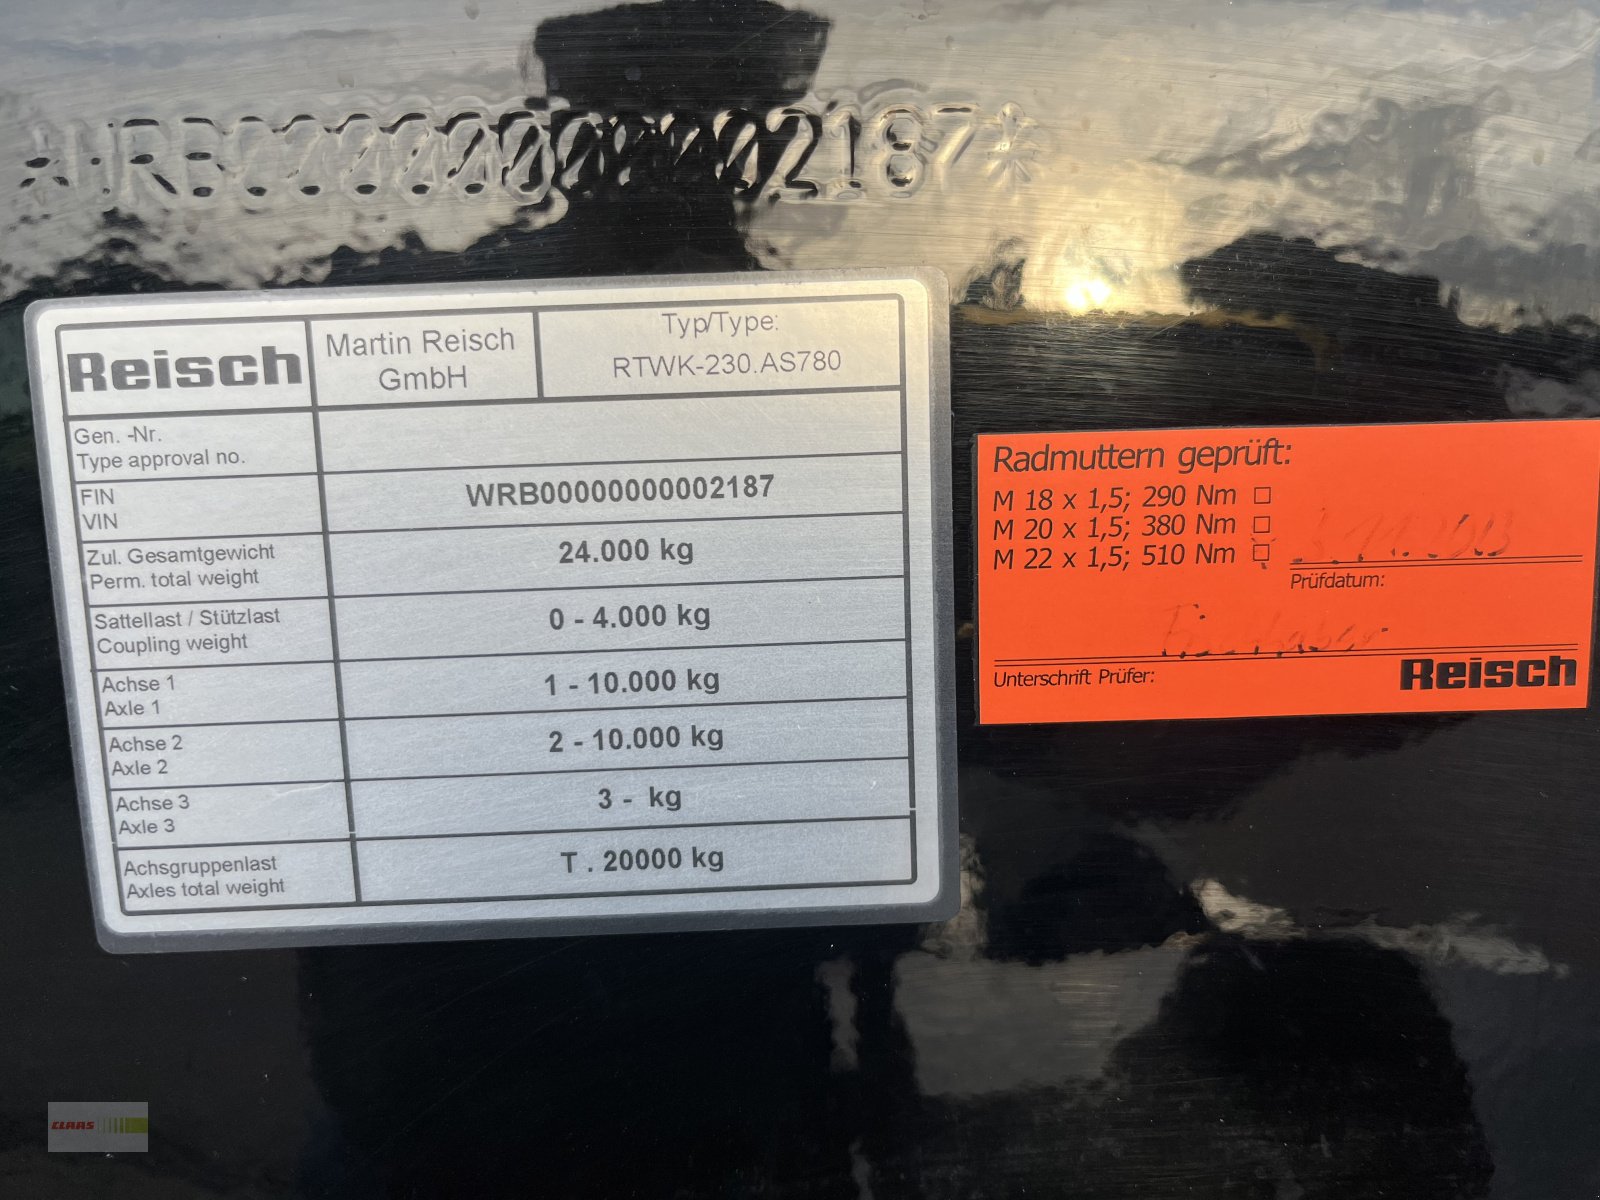 *WRB00000000002187*
Reisch
Martin Reisch
GmbH
Typ/Type:
RTWK-230.AS780
Gen. -Nr.
Type approval no.
FIN
VIN
WRB00000000002187
Zul. Gesamtgewicht
Perm. total weight
24.000 kg
Sattellast / Stützlast
Coupling weight
0 - 4.000 kg
Achse 1
Axle 1
1 - 10.000 kg
Achse 2
Axle 2
2 - 10.000 kg
Achse 3
Axle 3
3 - kg
Achsgruppenlast
Axles total weight
T . 20000 kg
Radmuttern geprüft:
M 18 x 1,5; 290 Nm
M 20 x 1,5; 380 Nm
M 22 x 1,5; 510 Nm
Prüfdatum:
Unterschrift Prüfer:
Reisch
CLAAS